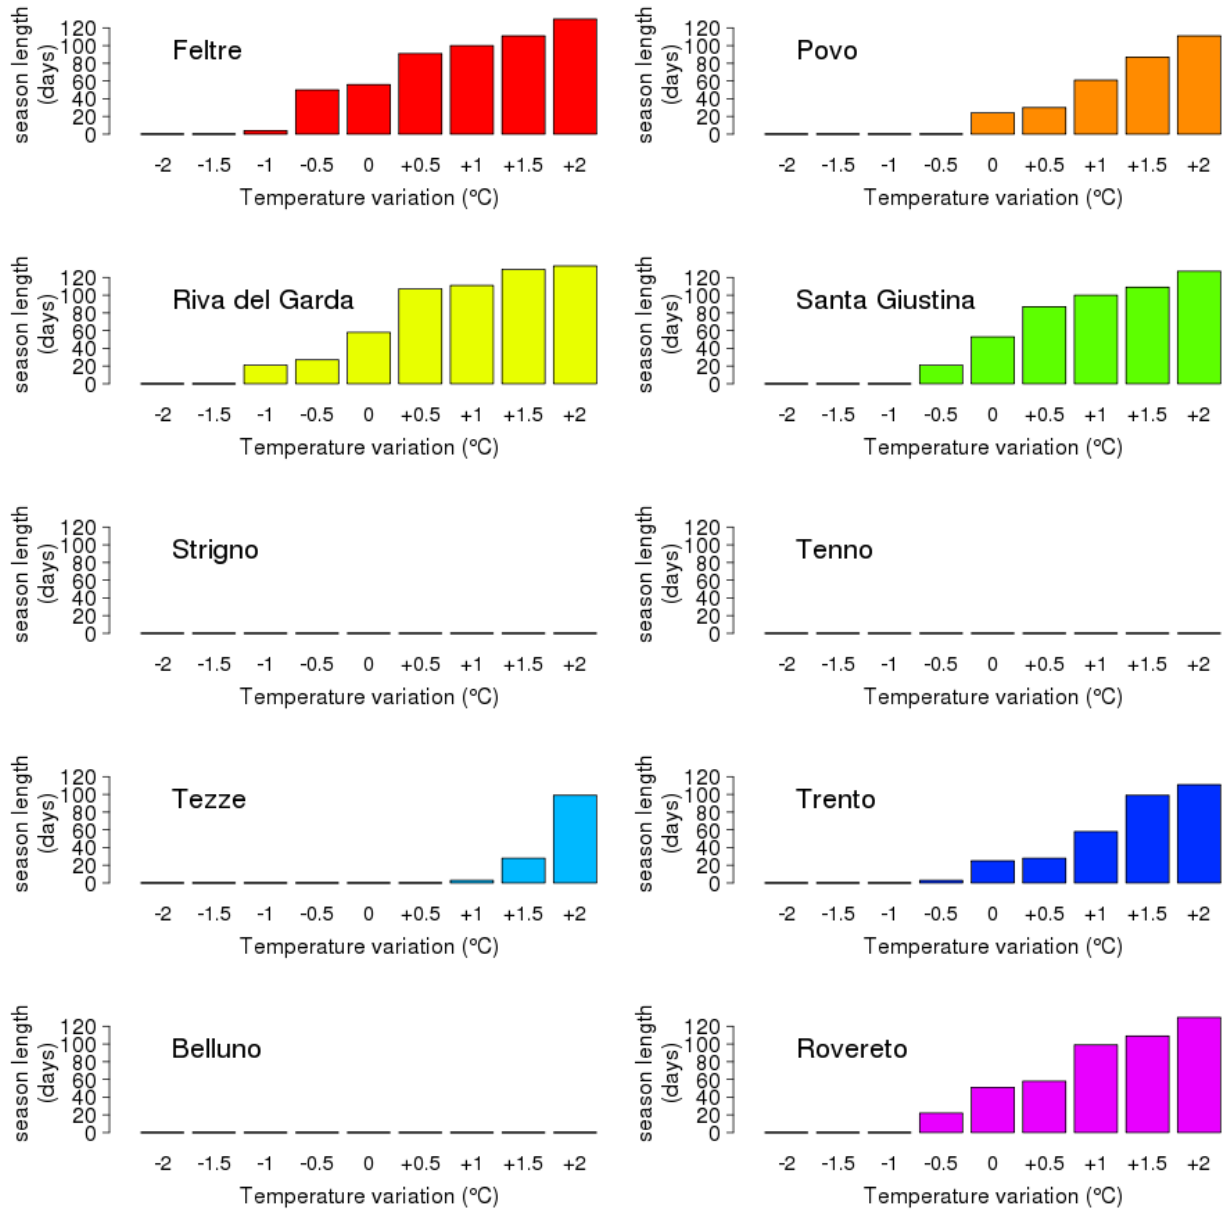 Feltre
season length
(days)
0 20 40 60 80 100 120
-2 -1.5 -1 -0.5 0 +0.5 +1 +1.5 +2
Temperature variation (°C)
Povo
season length
(days)
0 20 40 60 80 100 120
-2 -1.5 -1 -0.5 0 +0.5 +1 +1.5 +2
Temperature variation (°C)
Riva del Garda
season length
(days)
0 20 40 60 80 100 120
-2 -1.5 -1 -0.5 0 +0.5 +1 +1.5 +2
Temperature variation (°C)
Santa Giustina
season length
(days)
0 20 40 60 80 100 120
-2 -1.5 -1 -0.5 0 +0.5 +1 +1.5 +2
Temperature variation (°C)
Strigno
season length
(days)
0 20 40 60 80 100 120
-2 -1.5 -1 -0.5 0 +0.5 +1 +1.5 +2
Temperature variation (°C)
Tenno
season length
(days)
0 20 40 60 80 100 120
-2 -1.5 -1 -0.5 0 +0.5 +1 +1.5 +2
Temperature variation (°C)
Tezze
season length
(days)
0 20 40 60 80 100 120
-2 -1.5 -1 -0.5 0 +0.5 +1 +1.5 +2
Temperature variation (°C)
Trento
season length
(days)
0 20 40 60 80 100 120
-2 -1.5 -1 -0.5 0 +0.5 +1 +1.5 +2
Temperature variation (°C)
Belluno
season length
(days)
0 20 40 60 80 100 120
-2 -1.5 -1 -0.5 0 +0.5 +1 +1.5 +2
Temperature variation (°C)
Rovereto
season length
(days)
0 20 40 60 80 100 120
-2 -1.5 -1 -0.5 0 +0.5 +1 +1.5 +2
Temperature variation (°C)